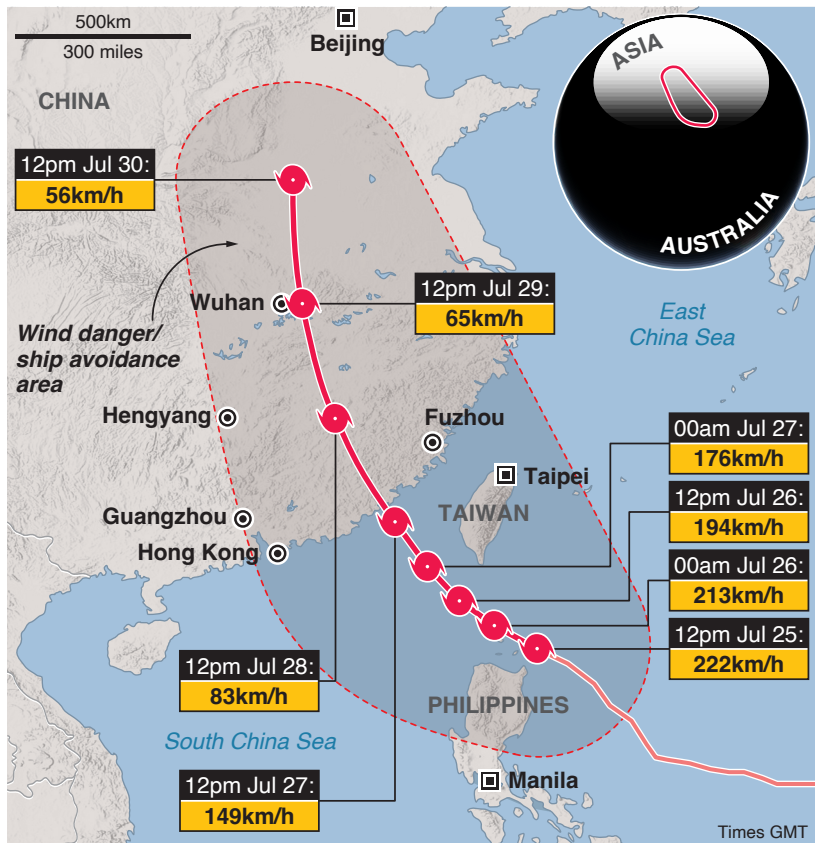 500km
300 miles
Beijing
CHINA
ASIA
AUSTRALIA
12pm Jul 30:
56km/h
Wuhan
12pm Jul 29:
65km/h
East
China Sea
Wind danger/
ship avoidance
area
Hengyang
Fuzhou
00am Jul 27:
176km/h
Taipei
12pm Jul 26:
194km/h
TAIWAN
Guangzhou
Hong Kong
00am Jul 26:
213km/h
12pm Jul 25:
222km/h
12pm Jul 28:
83km/h
PHILIPPINES
South China Sea
12pm Jul 27:
149km/h
Manila
Times GMT